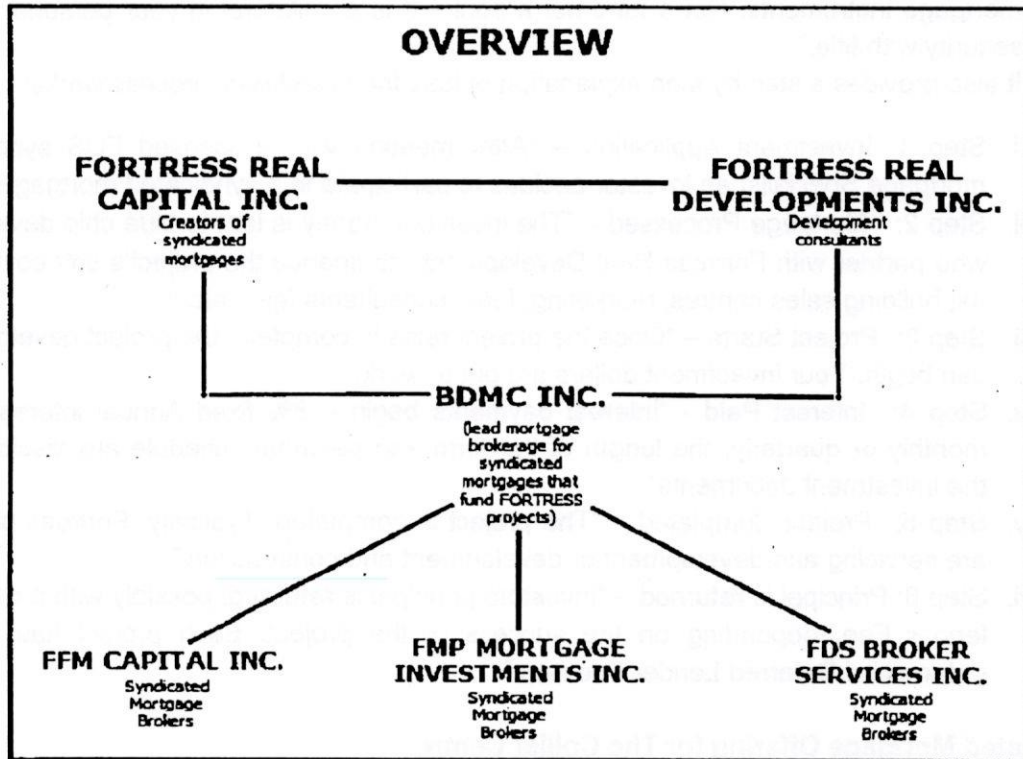 OVERVIEW
FORTRESS REAL
CAPITAL INC.
Creators of
syndicated
mortgages
FORTRESS REAL
DEVELOPMENTS INC.
Development
consultants
BDMC INC.
(lead mortgage
brokerage for
syndicated
mortgages that
fund FORTRESS
projects)
FFM CAPITAL INC.
Syndicated
Mortgage
Brokers
FMP MORTGAGE
INVESTMENTS INC.
Syndicated
Mortgage
Brokers
FDS BROKER
SERVICES INC.
Syndicated
Mortgage
Brokers